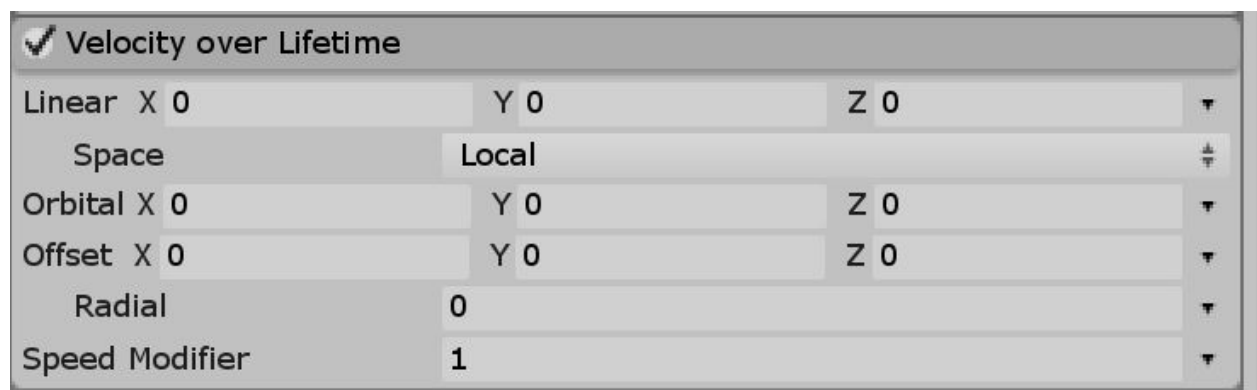 Velocity over Lifetime
Linear X 0 Y 0 Z 0
Space Local
Orbital X 0 Y 0 Z 0
Offset X 0 Y 0 Z 0
Radial 0
Speed Modifier 1